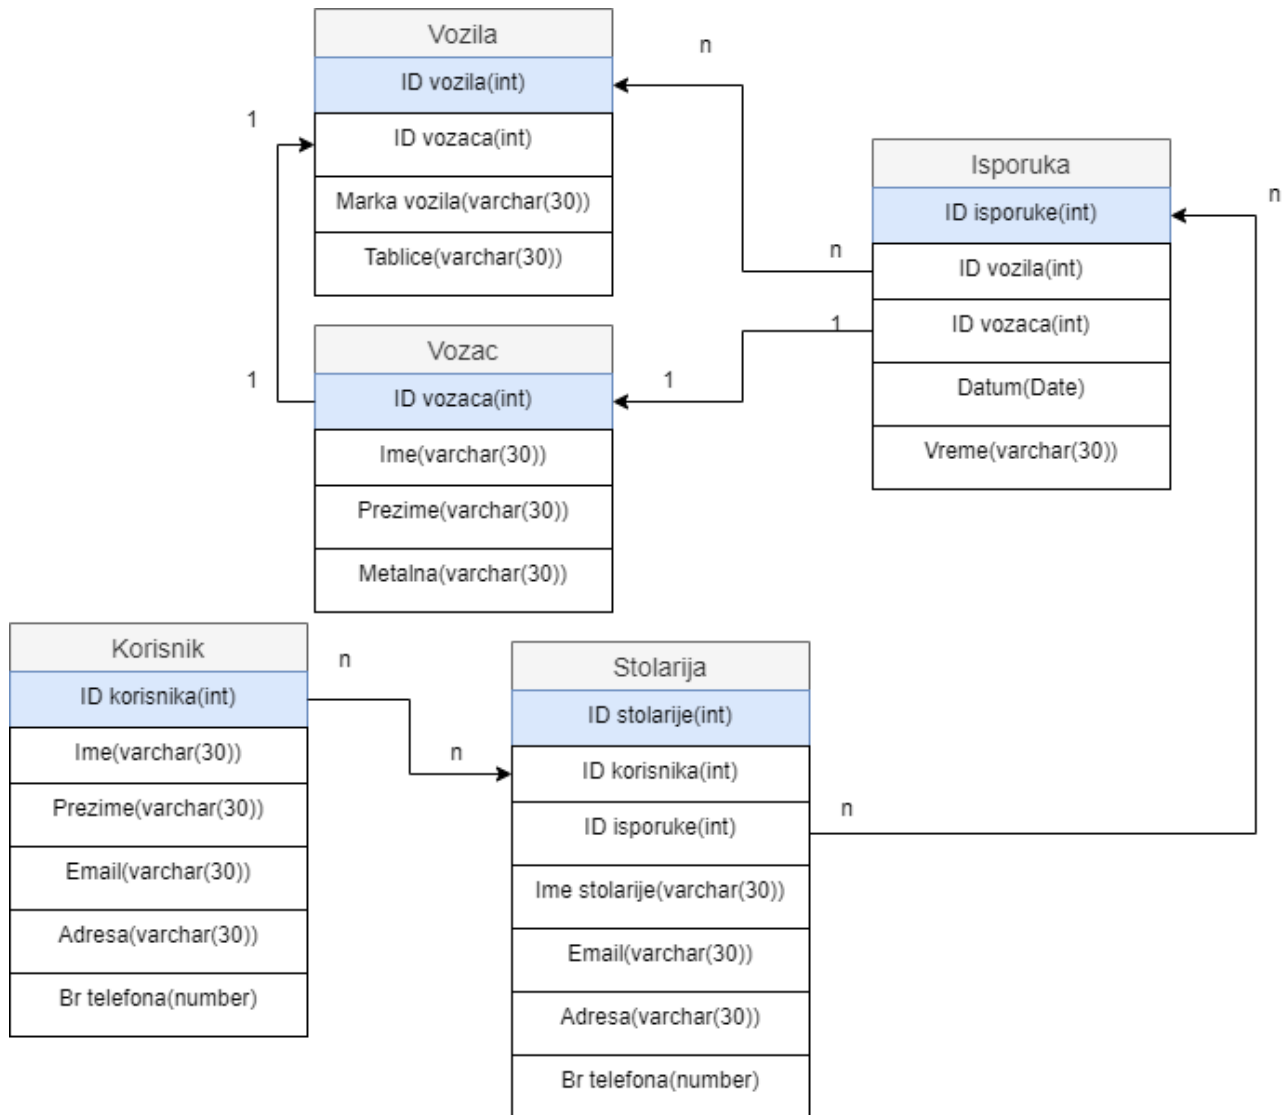 Vozila
ID vozila(int)
ID vozaca(int)
Marka vozila(varchar(30))
Tablice(varchar(30))
1
1
n
n
Vozac
ID vozaca(int)
Ime(varchar(30))
Prezime(varchar(30))
Metalna(varchar(30))
1
1
Isporuka
ID isporuke(int)
ID vozila(int)
ID vozaca(int)
Datum(Date)
Vreme(varchar(30))
n
Korisnik
ID korisnika(int)
Ime(varchar(30))
Prezime(varchar(30))
Email(varchar(30))
Adresa(varchar(30))
Br telefona(number)
n
n
Stolarija
ID stolarije(int)
ID korisnika(int)
ID isporuke(int)
Ime stolarije(varchar(30))
Email(varchar(30))
Adresa(varchar(30))
Br telefona(number)
n